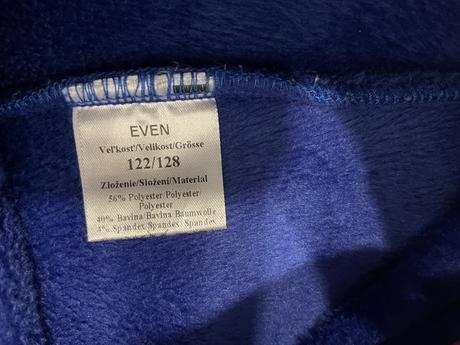 EVEN
Veľkosť/Velikost/Grösse
122/128
Zloženie/Složení/Material
56% Polyester/Polyester/
Polyester
40% Bavlna/Bavlna/Baumwolle
4% Spandex/Spandex/Spandex